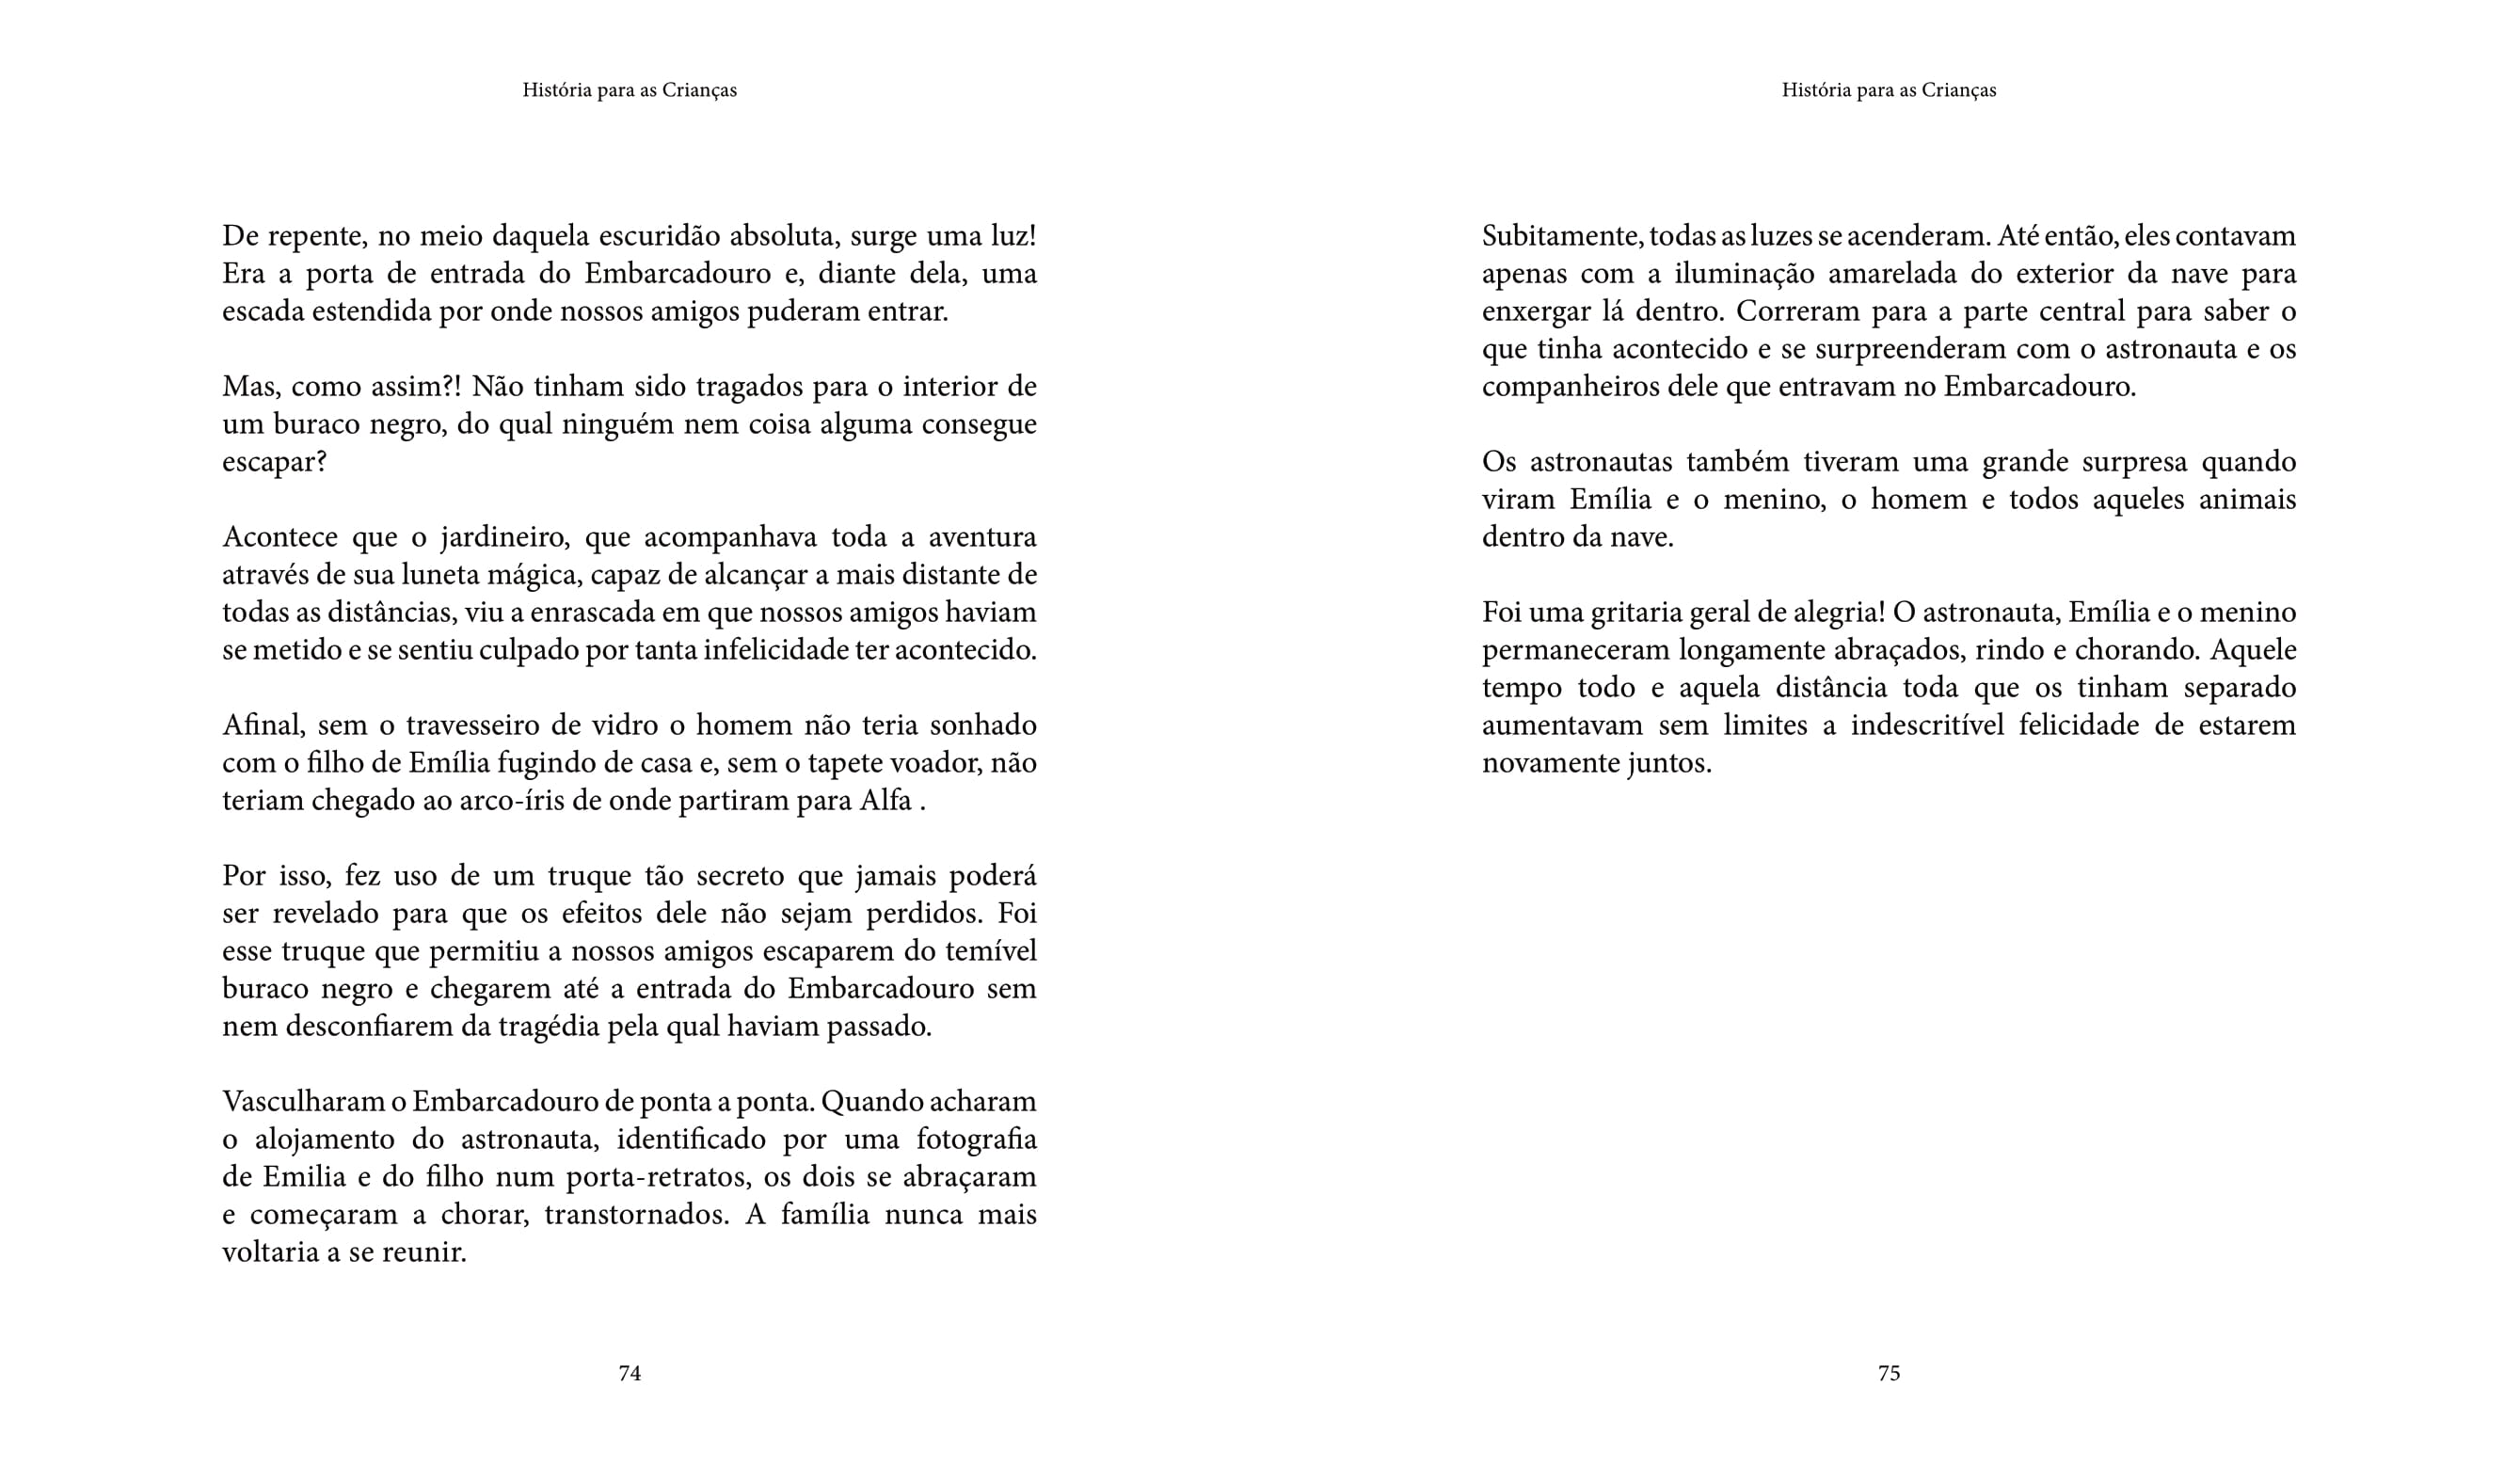 História para as Crianças
De repente, no meio daquela escuridão absoluta, surge uma luz!
Era a porta de entrada do Embarcadouro e, diante dela, uma
escada estendida por onde nossos amigos puderam entrar.
Mas, como assim?! Não tinham sido tragados para o interior de
um buraco negro, do qual ninguém nem coisa alguma consegue
escapar?
Acontece que o jardineiro, que acompanhava toda a aventura
através de sua luneta mágica, capaz de alcançar a mais distante de
todas as distâncias, viu a enrascada em que nossos amigos haviam
se metido e se sentiu culpado por tanta infelicidade ter acontecido.
Afinal, sem o travesseiro de vidro o homem não teria sonhado
com o filho de Emília fugindo de casa e, sem o tapete voador, não
teriam chegado ao arco-íris de onde partiram para Alfa .
Por isso, fez uso de um truque tão secreto que jamais poderá
ser revelado para que os efeitos dele não sejam perdidos. Foi
esse truque que permitiu a nossos amigos escaparem do temível
buraco negro e chegarem até a entrada do Embarcadouro sem
nem desconfiarem da tragédia pela qual haviam passado.
Vasculharam o Embarcadouro de ponta a ponta. Quando acharam
o alojamento do astronauta, identificado por uma fotografia
de Emilia e do filho num porta-retratos, os dois se abraçaram
e começaram a chorar, transtornados. A família nunca mais
voltaria a se reunir.
74
História para as Crianças
Subitamente, todas as luzes se acenderam. Até então, eles contavam
apenas com a iluminação amarelada do exterior da nave para
enxergar lá dentro. Correram para a parte central para saber o
que tinha acontecido e se surpreenderam com o astronauta e os
companheiros dele que entravam no Embarcadouro.
Os astronautas também tiveram uma grande surpresa quando
viram Emília e o menino, o homem e todos aqueles animais
dentro da nave.
Foi uma gritaria geral de alegria! O astronauta, Emília e o menino
permaneceram longamente abraçados, rindo e chorando. Aquele
tempo todo e aquela distância toda que os tinham separado
aumentavam sem limites a indescritível felicidade de estarem
novamente juntos.
75